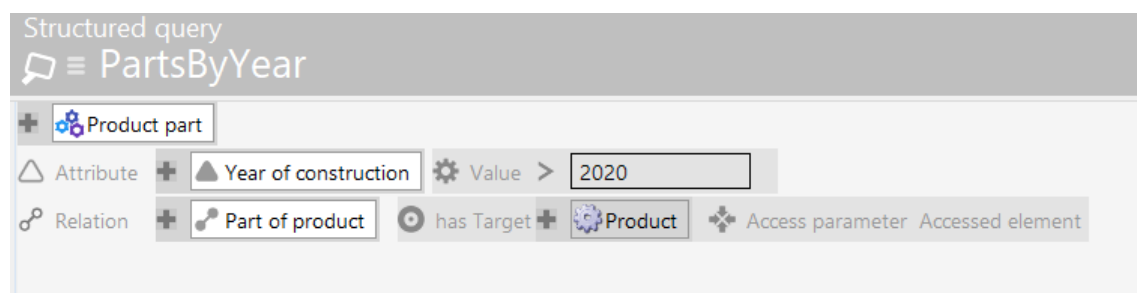 Structured query
PartsByYear
Product part
Attribute Year of construction Value > 2020
Relation Part of product has Target Product Access parameter Accessed element